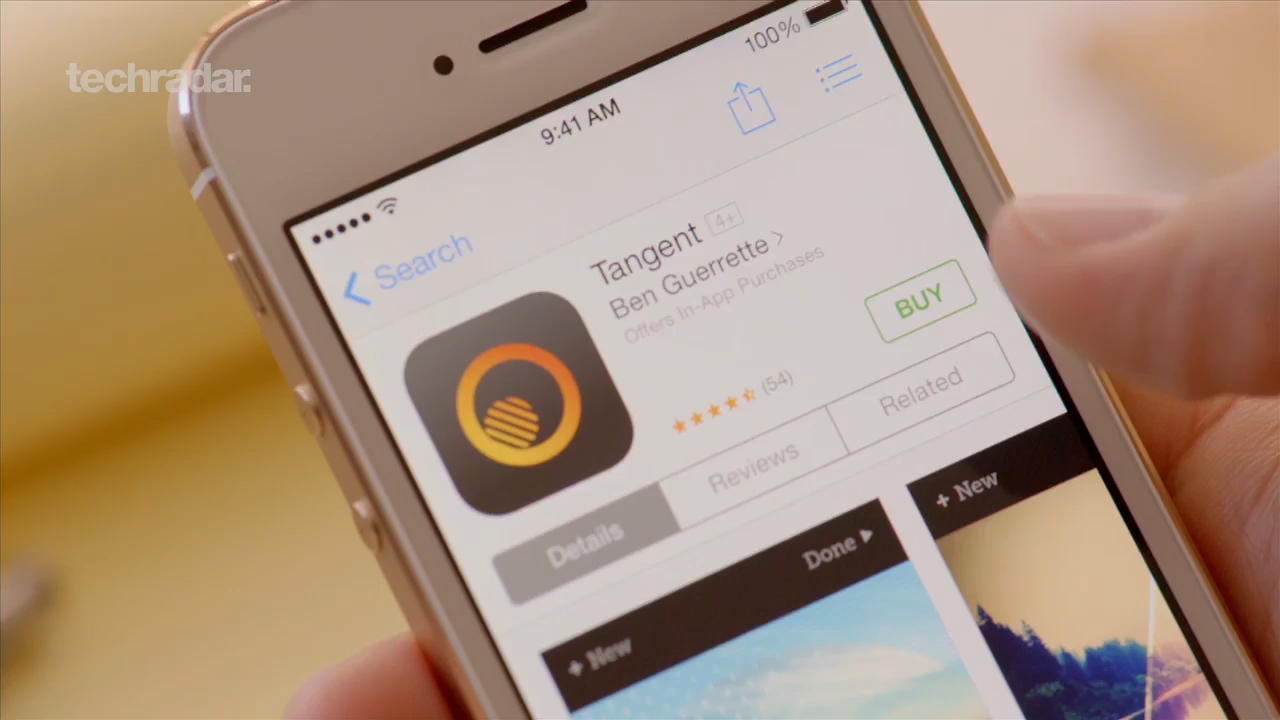 techradar.
100%
9:41 AM
Search
Tangent 4+
Ben Guerrette
Offers In-App Purchases
BUY
(54)
Details Reviews Related
+ New Done
+ New